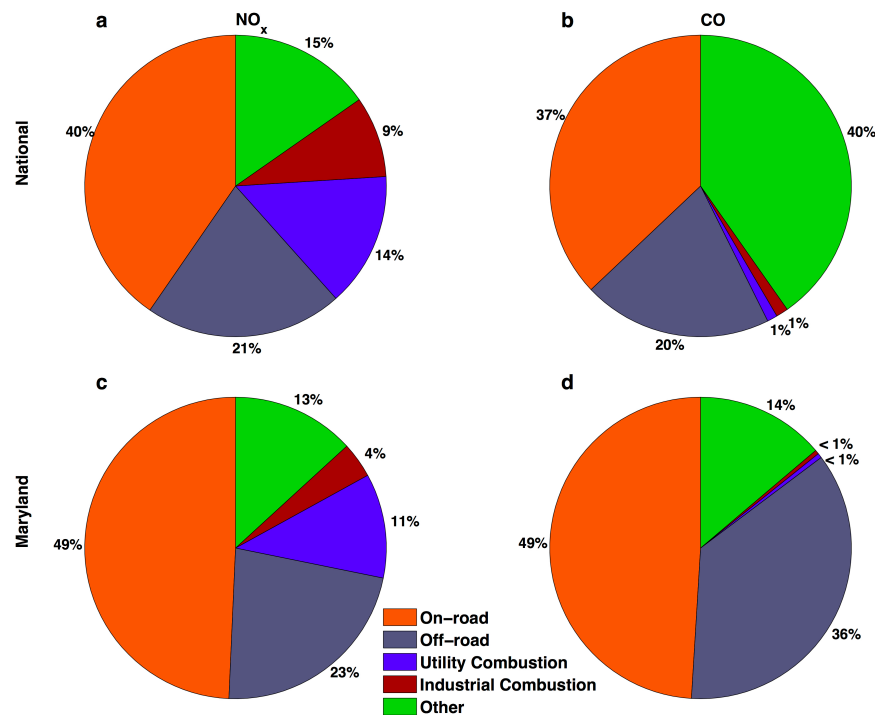 a
NOx
b
CO
National
15%
9%
14%
21%
40%
40%
1%
1%
20%
37%
Maryland
c
13%
4%
11%
23%
49%
d
14%
< 1%
< 1%
36%
49%
On-road
Off-road
Utility Combustion
Industrial Combustion
Other